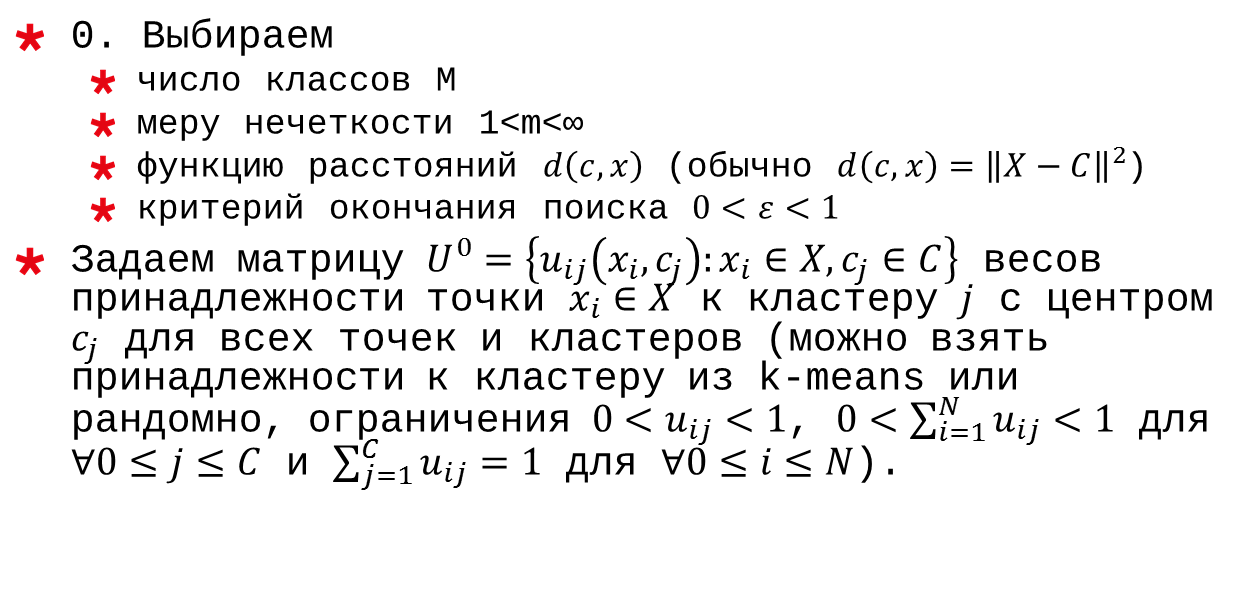 * 0. Выбираем
* число классов M
* меру нечеткости 1<m<∞
* функцию расстояний d(c,x) (обычно d(c,x) = ‖X − C‖²)
* критерий окончания поиска 0 < ε < 1
* Задаем матрицу U⁰ = {uᵢⱼ(xᵢ,cⱼ): xᵢ ∈ X, cⱼ ∈ C} весов
принадлежности точки xᵢ ∈ X к кластеру j с центром
cⱼ для всех точек и кластеров (можно взять
принадлежности к кластеру из k-means или
рандомно, ограничения 0 < uᵢⱼ < 1, 0 < ∑ᵢ₌₁ᴺ uᵢⱼ < 1 для
∀0 ≤ j ≤ C и ∑ⱼ₌₁ᶜ uᵢⱼ = 1 для ∀0 ≤ i ≤ N).